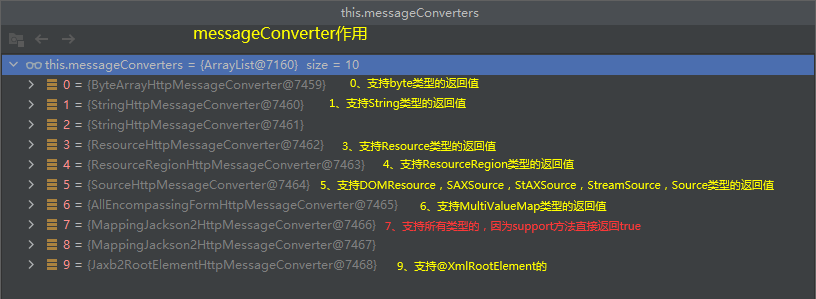 this.messageConverters
messageConverter作用
this.messageConverters = {ArrayList@7160} size = 10
0 = {ByteArrayHttpMessageConverter@7459} 0、支持byte类型的返回值
1 = {StringHttpMessageConverter@7460} 1、支持String类型的返回值
2 = {StringHttpMessageConverter@7461}
3 = {ResourceHttpMessageConverter@7462} 3、支持Resource类型的返回值
4 = {ResourceRegionHttpMessageConverter@7463} 4、支持ResourceRegion类型的返回值
5 = {SourceHttpMessageConverter@7464} 5、支持DOMResource，SAXSource，StAXSource，StreamSource，Source类型的返回值
6 = {AllEncompassingFormHttpMessageConverter@7465} 6、支持MultiValueMap类型的返回值
7 = {MappingJackson2HttpMessageConverter@7466} 7、支持所有类型的，因为support方法直接返回true
8 = {MappingJackson2HttpMessageConverter@7467}
9 = {Jaxb2RootElementHttpMessageConverter@7468} 9、支持@XmlRootElement的